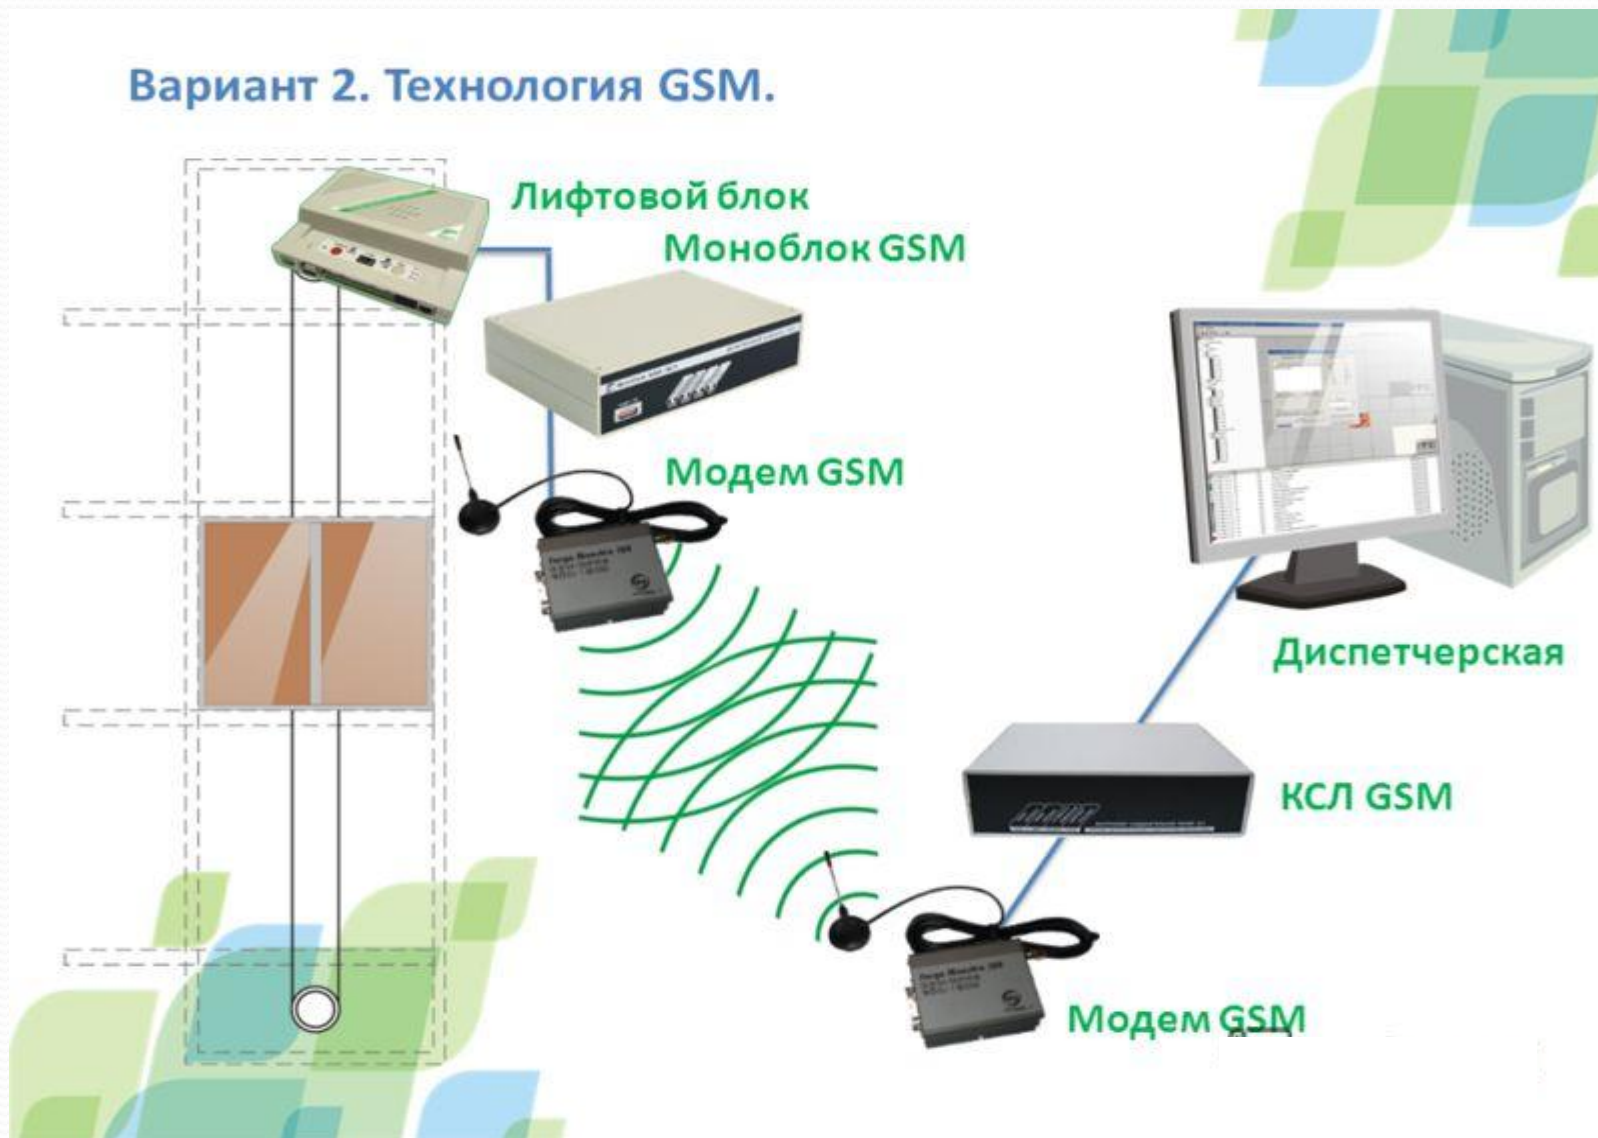 Вариант 2. Технология GSM.
Лифтовой блок
Моноблок GSM
Модем GSM
Диспетчерская
КСЛ GSM
Модем GSM